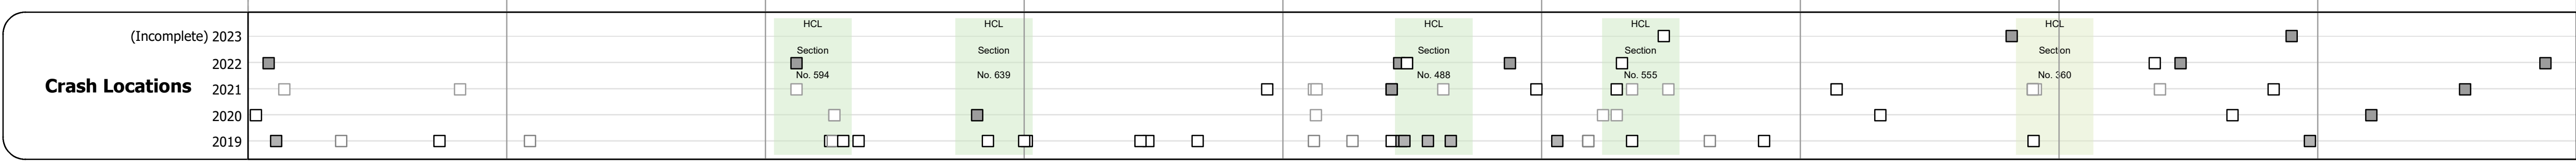 Crash Locations
(Incomplete) 2023
2022
2021
2020
2019
HCL
Section
No. 594
HCL
Section
No. 639
HCL
Section
No. 488
HCL
Section
No. 555
HCL
Section
No. 360